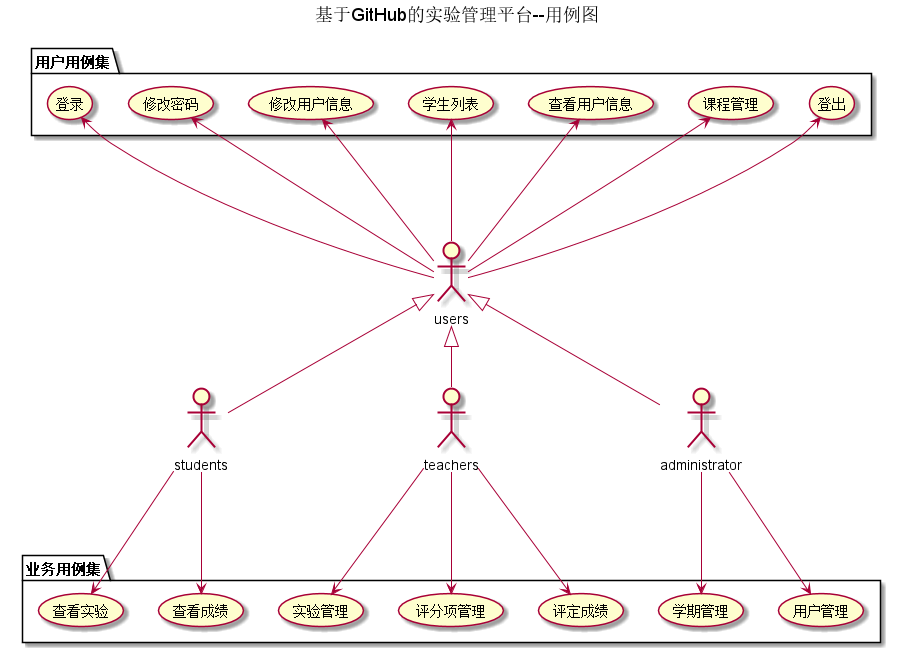 基于GitHub的实验管理平台--用例图
用户用例集
登录
修改密码
修改用户信息
学生列表
查看用户信息
课程管理
登出
users
students
teachers
administrator
业务用例集
查看实验
查看成绩
实验管理
评分项管理
评定成绩
学期管理
用户管理